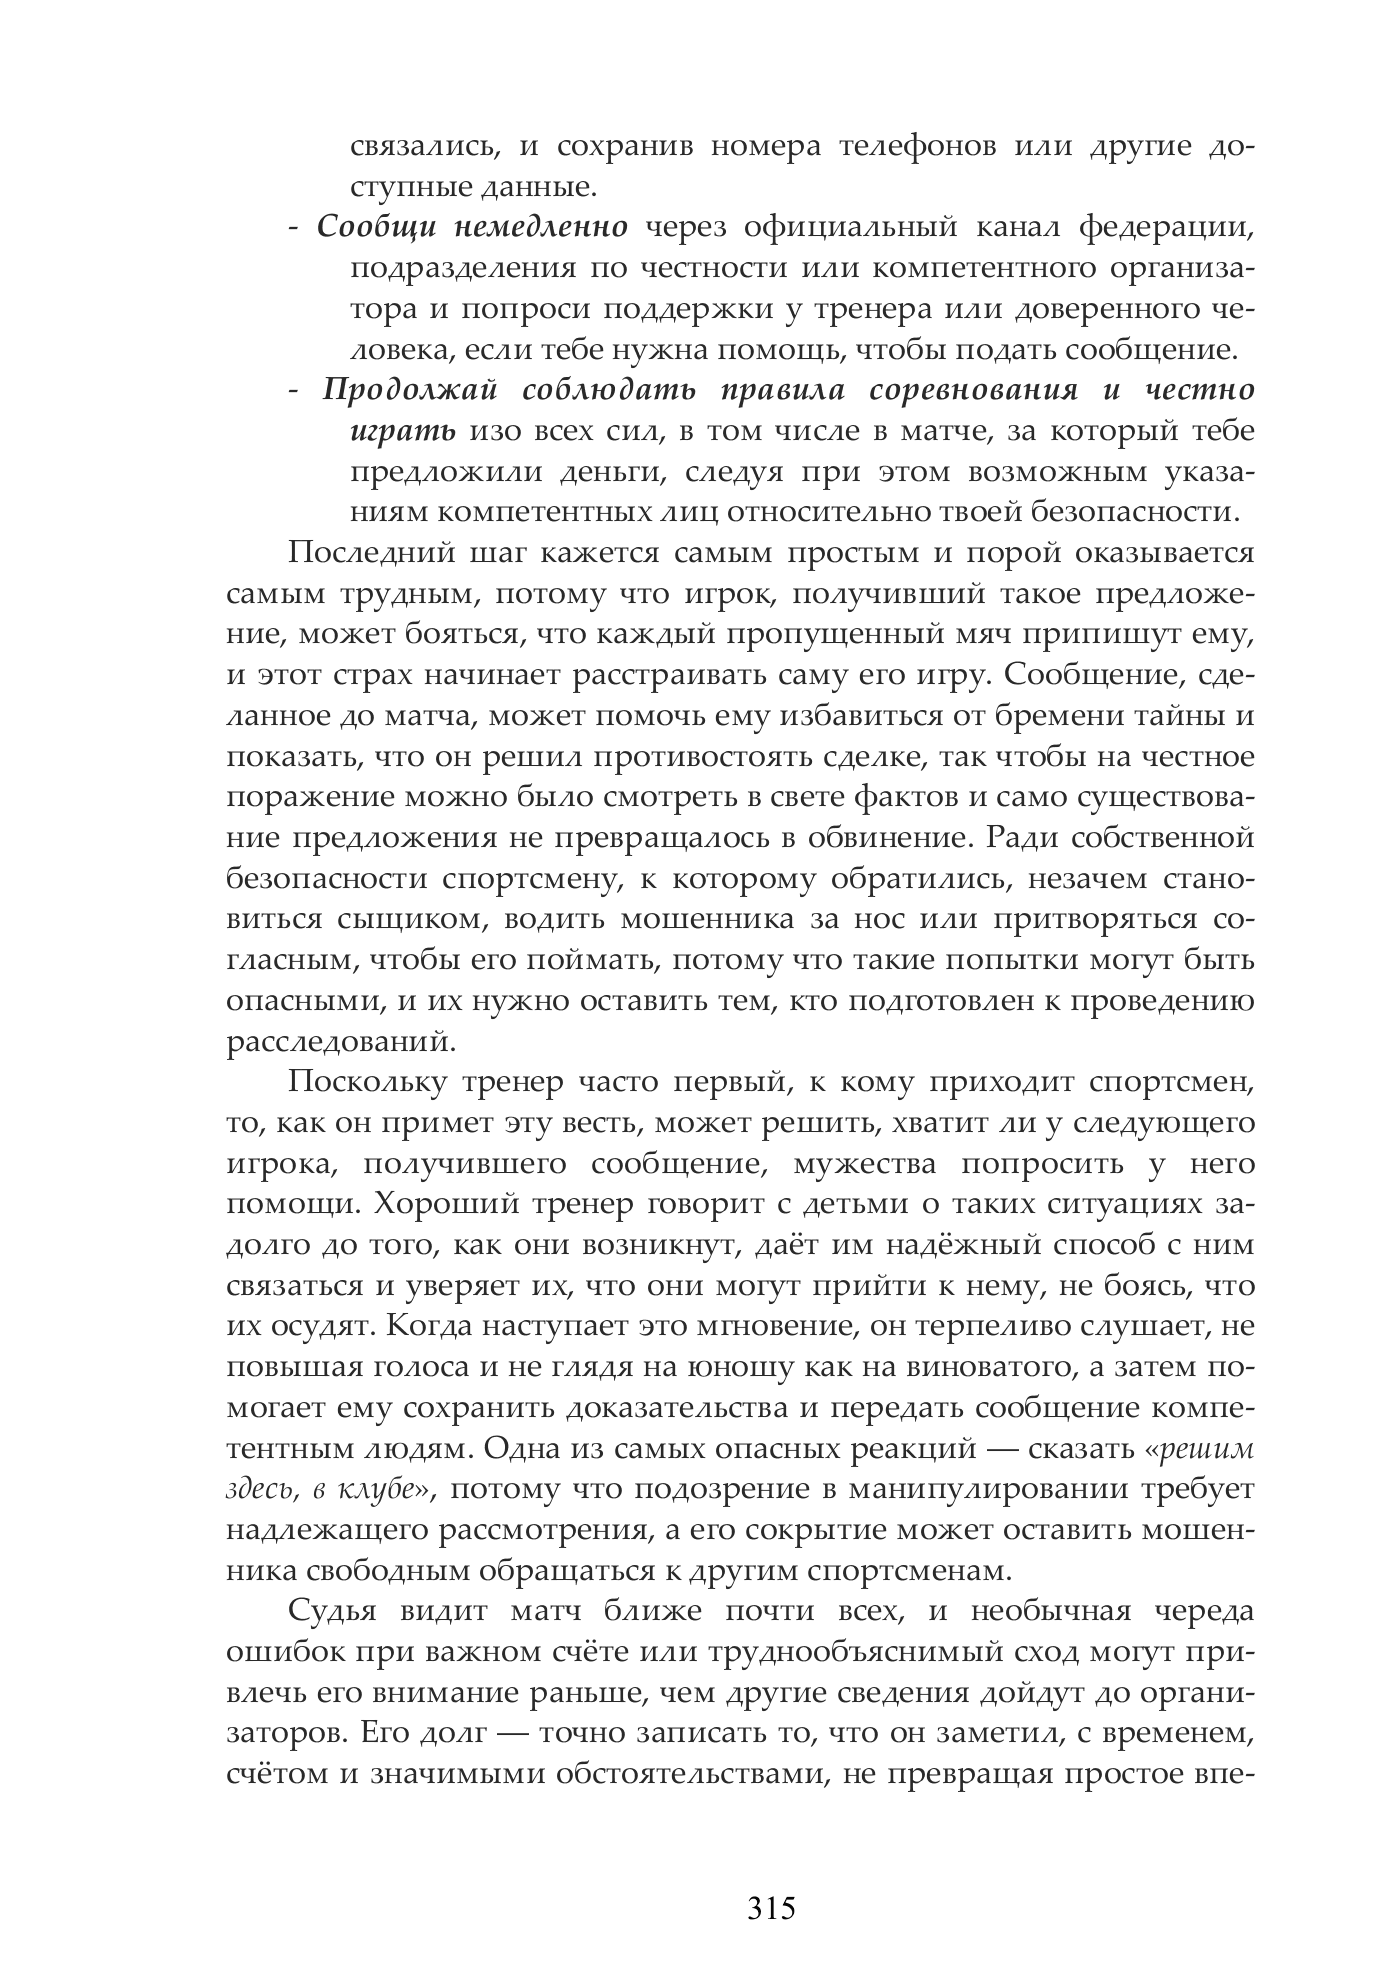 связались, и сохранив номера телефонов или другие до-
ступные данные.
- Сообщи немедленно через официальный канал федерации,
подразделения по честности или компетентного организа-
тора и попроси поддержки у тренера или доверенного че-
ловека, если тебе нужна помощь, чтобы подать сообщение.
- Продолжай соблюдать правила соревнования и честно
играть изо всех сил, в том числе в матче, за который тебе
предложили деньги, следуя при этом возможным указа-
ниям компетентных лиц относительно твоей безопасности.
Последний шаг кажется самым простым и порой оказывается
самым трудным, потому что игрок, получивший такое предложе-
ние, может бояться, что каждый пропущенный мяч припишут ему,
и этот страх начинает расстраивать саму его игру. Сообщение, сде-
ланное до матча, может помочь ему избавиться от бремени тайны и
показать, что он решил противостоять сделке, так чтобы на честное
поражение можно было смотреть в свете фактов и само существова-
ние предложения не превращалось в обвинение. Ради собственной
безопасности спортсмену, к которому обратились, незачем стано-
виться сыщиком, водить мошенника за нос или притворяться со-
гласным, чтобы его поймать, потому что такие попытки могут быть
опасными, и их нужно оставить тем, кто подготовлен к проведению
расследований.
Поскольку тренер часто первый, к кому приходит спортсмен,
то, как он примет эту весть, может решить, хватит ли у следующего
игрока, получившего сообщение, мужества попросить у него
помощи. Хороший тренер говорит с детьми о таких ситуациях за-
долго до того, как они возникнут, даёт им надёжный способ с ним
связаться и уверяет их, что они могут прийти к нему, не боясь, что
их осудят. Когда наступает это мгновение, он терпеливо слушает, не
повышая голоса и не глядя на юношу как на виноватого, а затем по-
могает ему сохранить доказательства и передать сообщение компе-
тентным людям. Одна из самых опасных реакций — сказать «решим
здесь, в клубе», потому что подозрение в манипулировании требует
надлежащего рассмотрения, а его сокрытие может оставить мошен-
ника свободным обращаться к другим спортсменам.
Судья видит матч ближе почти всех, и необычная череда
ошибок при важном счёте или труднообъяснимый сход могут при-
влечь его внимание раньше, чем другие сведения дойдут до органи-
заторов. Его долг — точно записать то, что он заметил, с временем,
счётом и значимыми обстоятельствами, не превращая простое впе-
315